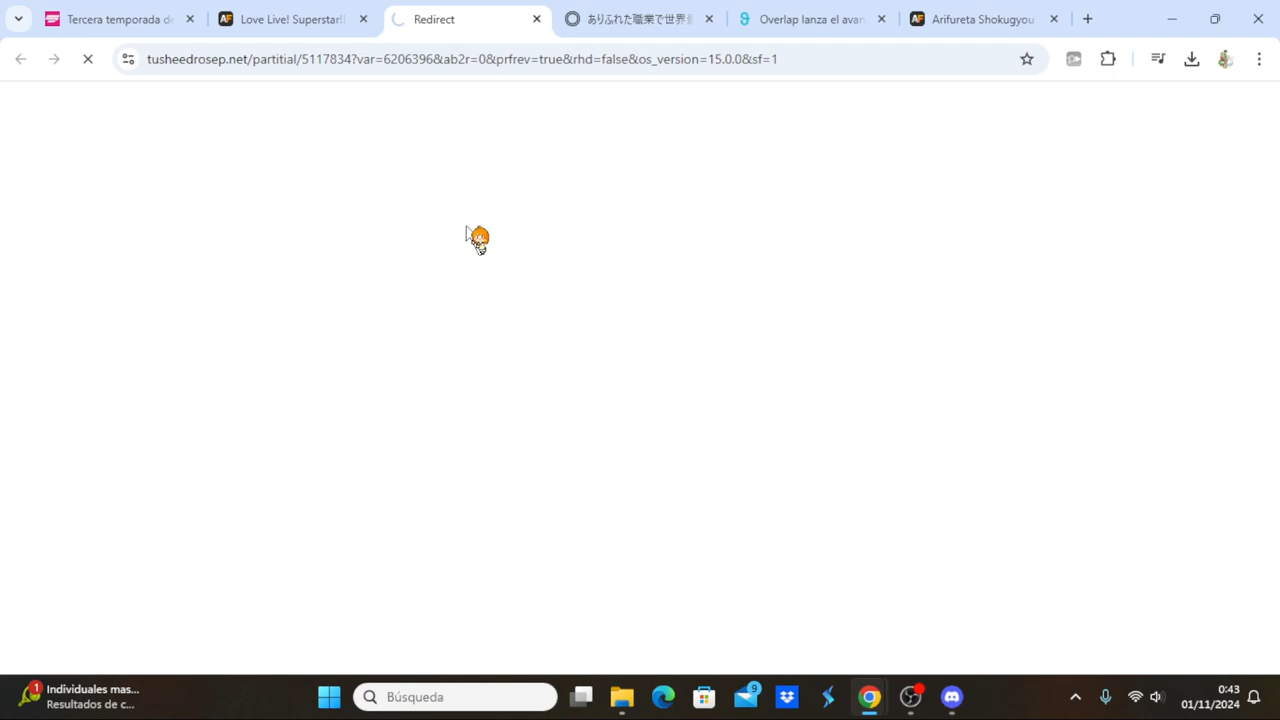 Tercera temporada de
Love Live! Superstar!!
Redirect
ありふれた職業で世界最
Overlap lanza el avan
Arifureta Shokugyou
tusheedrosep.net/partitial/5117834?var=6206396&ab2r=0&prfrev=true&rhd=false&os_version=15.0.0&sf=1
1
Individuales mas...
Resultados de c...
Búsqueda
9
0:43
01/11/2024